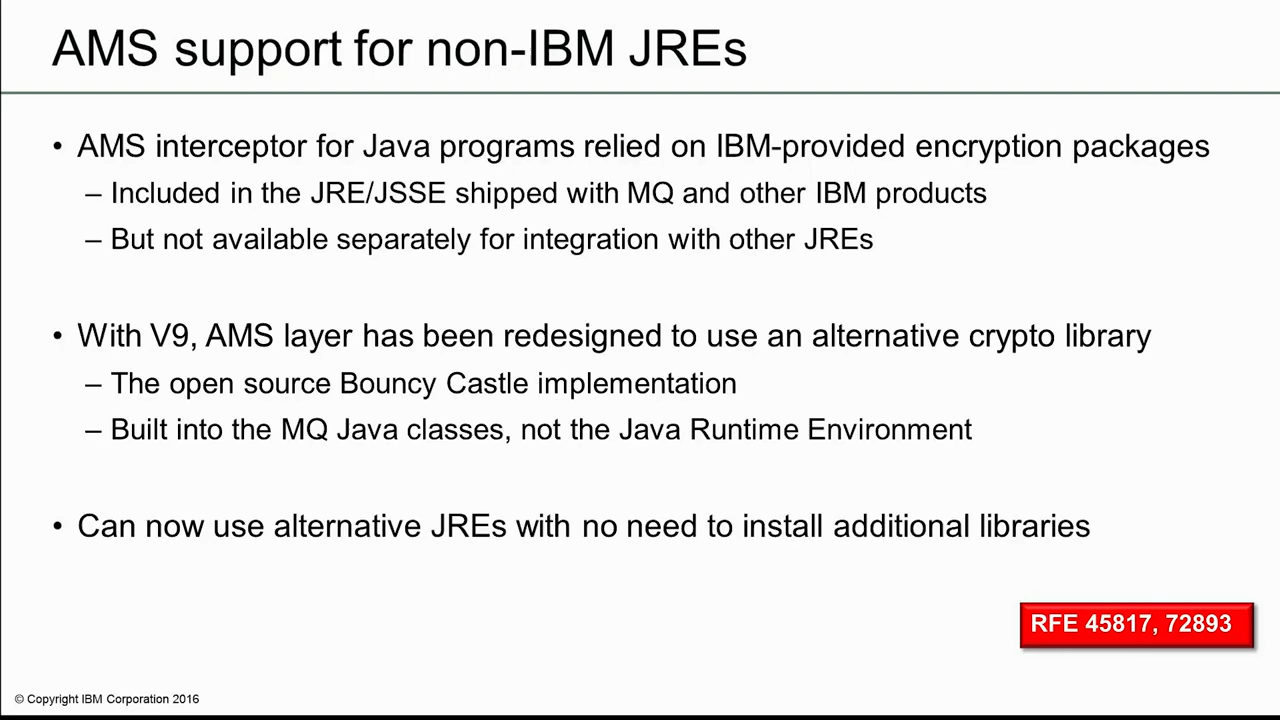 AMS support for non-IBM JREs
• AMS interceptor for Java programs relied on IBM-provided encryption packages
– Included in the JRE/JSSE shipped with MQ and other IBM products
– But not available separately for integration with other JREs
• With V9, AMS layer has been redesigned to use an alternative crypto library
– The open source Bouncy Castle implementation
– Built into the MQ Java classes, not the Java Runtime Environment
• Can now use alternative JREs with no need to install additional libraries
RFE 45817, 72893
© Copyright IBM Corporation 2016